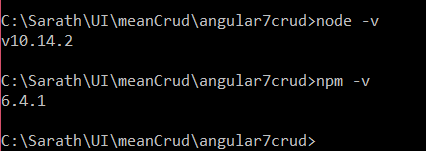 C:\Sarath\UI\meanCrud\angular7crud>node -v
v10.14.2
C:\Sarath\UI\meanCrud\angular7crud>npm -v
6.4.1
C:\Sarath\UI\meanCrud\angular7crud>